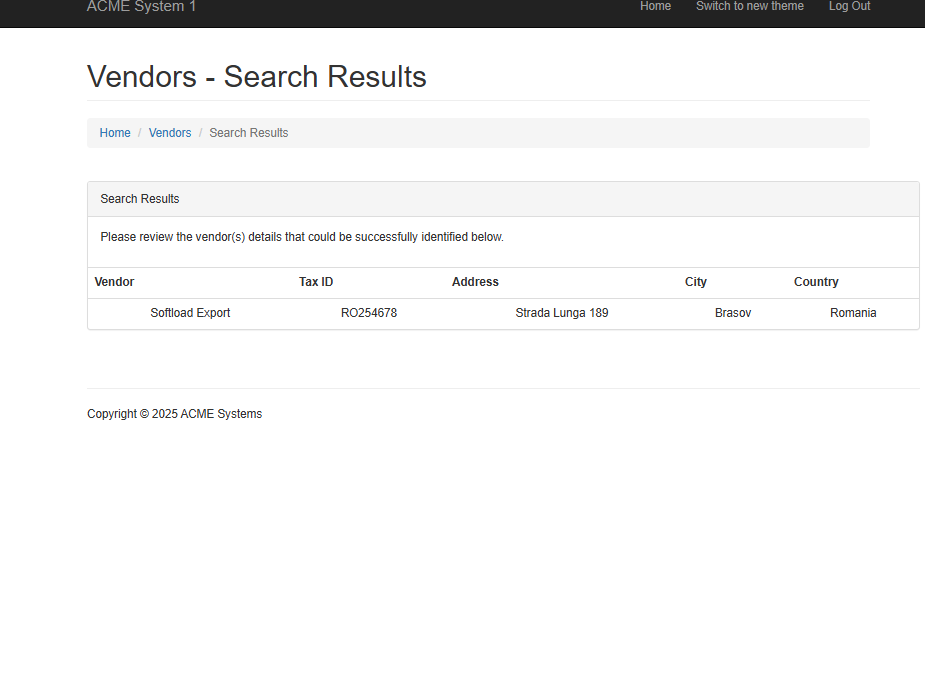 ACME System 1 Home Switch to new theme Log Out
Vendors - Search Results
Home / Vendors / Search Results
Search Results
Please review the vendor(s) details that could be successfully identified below.
Vendor Tax ID Address City Country
Softload Export RO254678 Strada Lunga 189 Brasov Romania
Copyright © 2025 ACME Systems